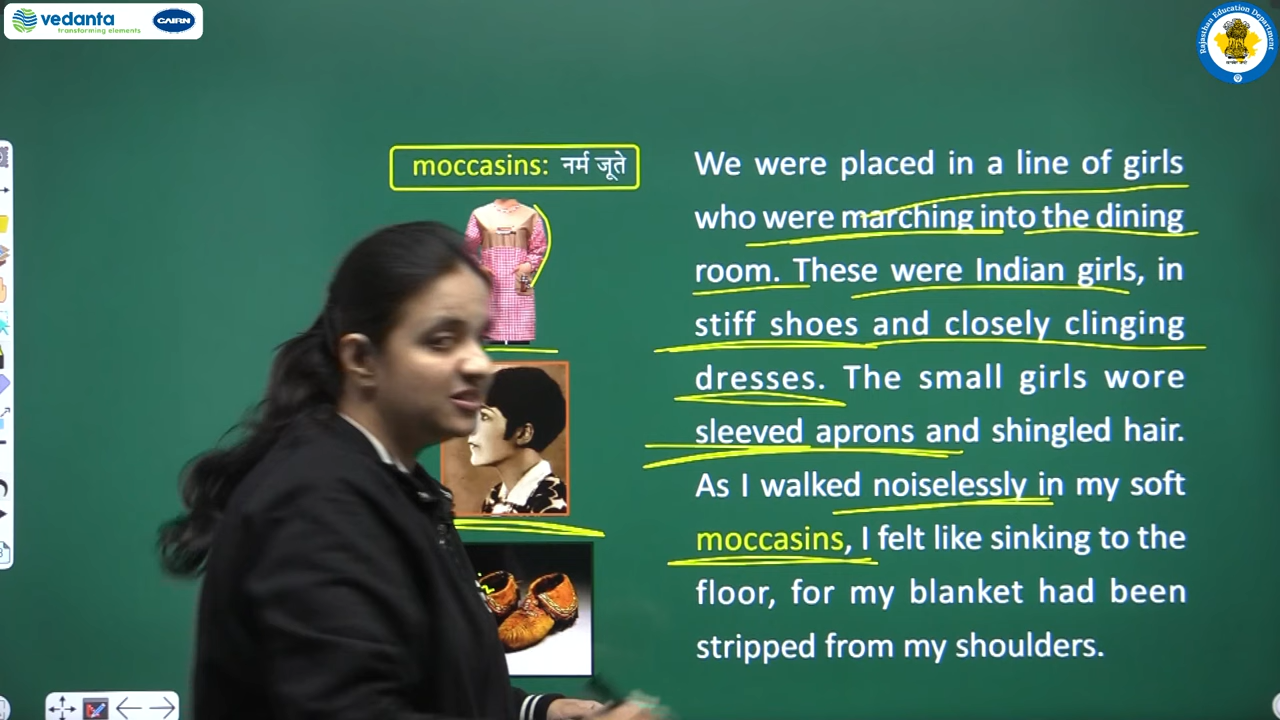 vedanta
transforming elements
CAIRN
Rajasthan Education Department
moccasins: नर्म जूते
We were placed in a line of girls
who were marching into the dining
room. These were Indian girls, in
stiff shoes and closely clinging
dresses. The small girls wore
sleeved aprons and shingled hair.
As I walked noiselessly in my soft
moccasins, I felt like sinking to the
floor, for my blanket had been
stripped from my shoulders.